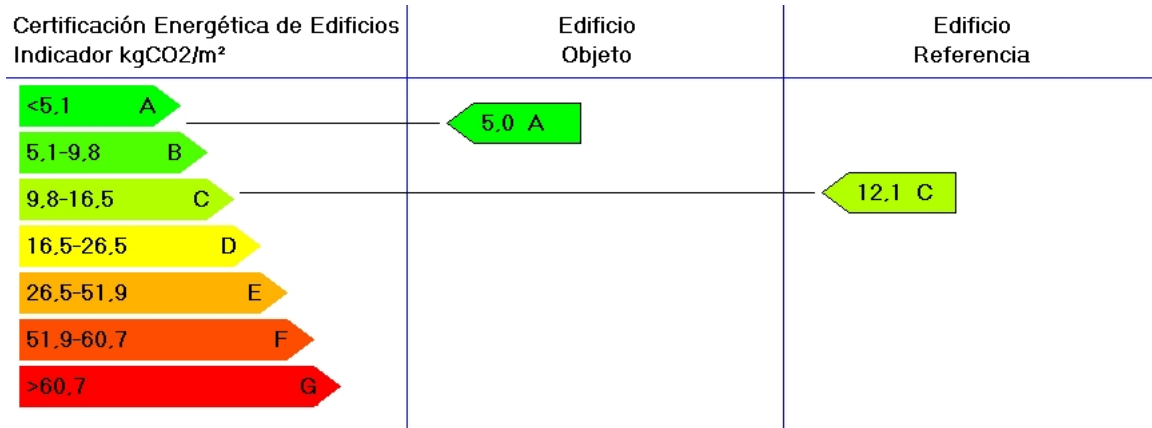 Certificación Energética de Edificios
Indicador kgCO2/m²
Edificio
Objeto
Edificio
Referencia
<5,1 A
5,0 A
5,1-9,8 B
9,8-16,5 C
12,1 C
16,5-26,5 D
26,5-51,9 E
51,9-60,7 F
>60,7 G